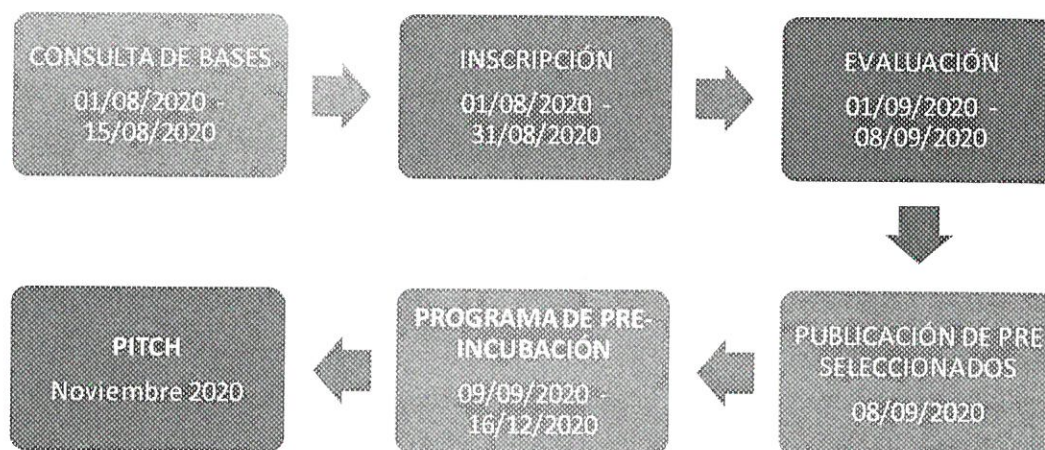 CONSULTA DE BASES
01/08/2020 -
15/08/2020
INSCRIPCIÓN
01/08/2020 -
31/08/2020
EVALUACIÓN
01/09/2020 -
08/09/2020
PUBLICACIÓN DE PRE
SELECCIONADOS
08/09/2020
PROGRAMA DE PRE-
INCUBACIÓN
09/09/2020 -
16/12/2020
PITCH
Noviembre 2020